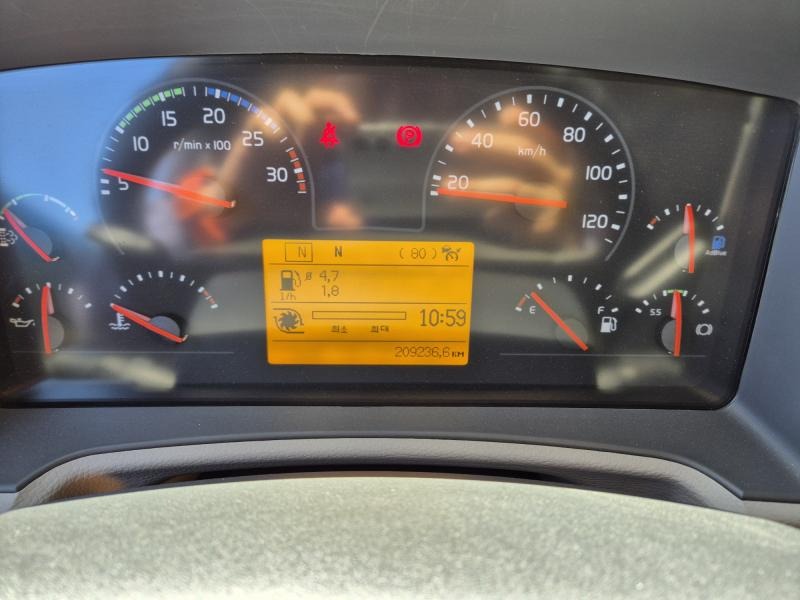 5
10
15
20
25
30
r/min x 100
20
40
60
80
100
120
km/h
AdBlue
N N (80)
ø 4,7
l/h 1,8
최소 최대
10:59
209236,6 KM
E F
SS